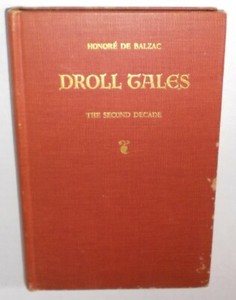 HONORÉ DE BALZAC
DROLL TALES
THE SECOND DECADE